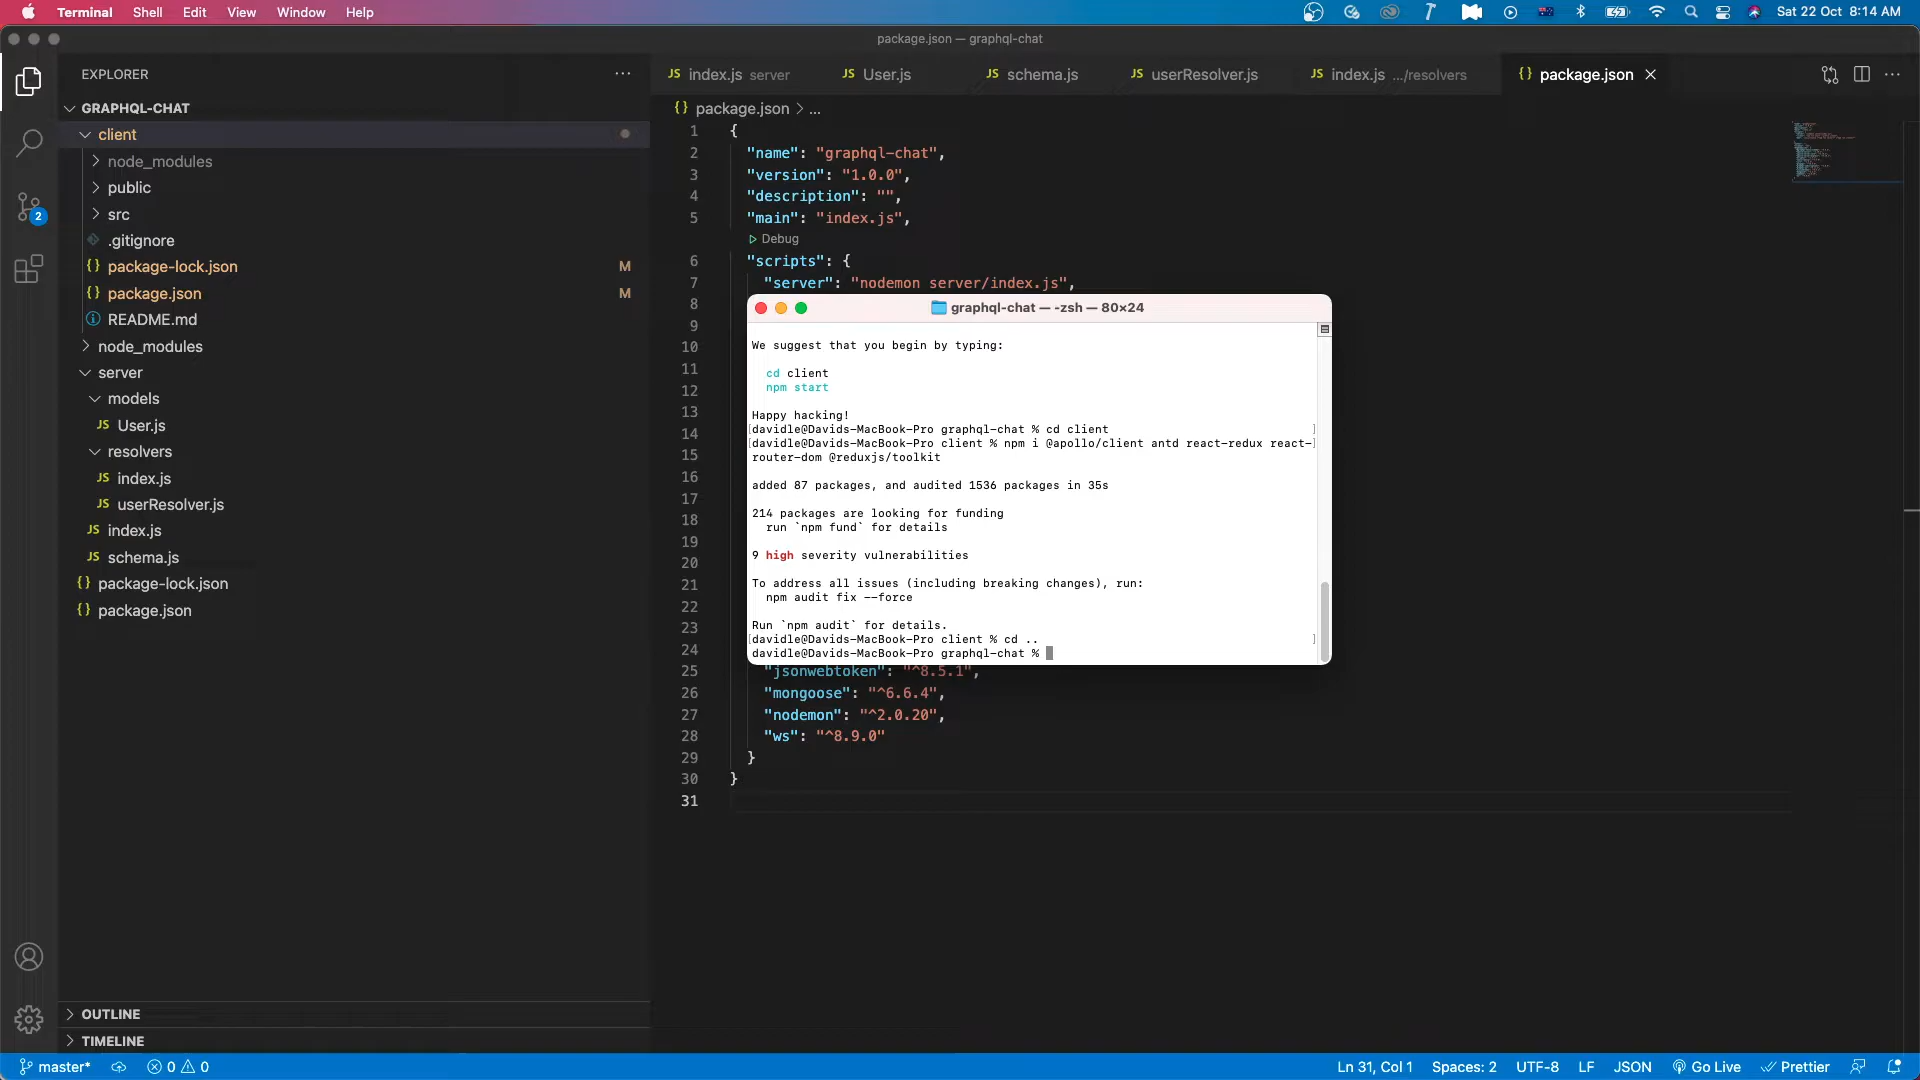 Terminal Shell Edit View Window Help
Sat 22 Oct 8:14 AM
package.json — graphql-chat
EXPLORER
GRAPHQL-CHAT
client
node_modules
public
src
.gitignore
package-lock.json M
package.json M
README.md
node_modules
server
models
User.js
resolvers
index.js
userResolver.js
index.js
schema.js
package-lock.json
package.json
OUTLINE
TIMELINE
2
JS index.js server
JS User.js
JS schema.js
JS userResolver.js
JS index.js .../resolvers
{} package.json
{} package.json > ...
1 {
2 "name": "graphql-chat",
3 "version": "1.0.0",
4 "description": "",
5 "main": "index.js",
Debug
6 "scripts": {
7 "server": "nodemon server/index.js",
8
9
10
11
12
13
14
15
16
17
18
19
20
21
22
23
24
25 "jsonwebtoken": "^8.5.1",
26 "mongoose": "^6.6.4",
27 "nodemon": "^2.0.20",
28 "ws": "^8.9.0"
29 }
30 }
31
graphql-chat — -zsh — 80×24
We suggest that you begin by typing:
cd client
npm start
Happy hacking!
[davidle@Davids-MacBook-Pro graphql-chat % cd client ]
[davidle@Davids-MacBook-Pro client % npm i @apollo/client antd react-redux react-]
router-dom @reduxjs/toolkit
added 87 packages, and audited 1536 packages in 35s
214 packages are looking for funding
run `npm fund` for details
9 high severity vulnerabilities
To address all issues (including breaking changes), run:
npm audit fix --force
Run `npm audit` for details.
[davidle@Davids-MacBook-Pro client % cd .. ]
davidle@Davids-MacBook-Pro graphql-chat %
master* 0 0
Ln 31, Col 1 Spaces: 2 UTF-8 LF JSON Go Live Prettier